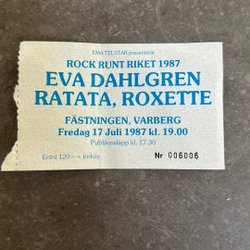 EMA TELSTAR presenterar
ROCK RUNT RIKET 1987
EVA DAHLGREN
RATATA, ROXETTE
FÄSTNINGEN, VARBERG
Fredag 17 Juli 1987 kl. 19.00
Publikinsläpp kl. 17.30
Entré 120:– + förköp
Nr 006006